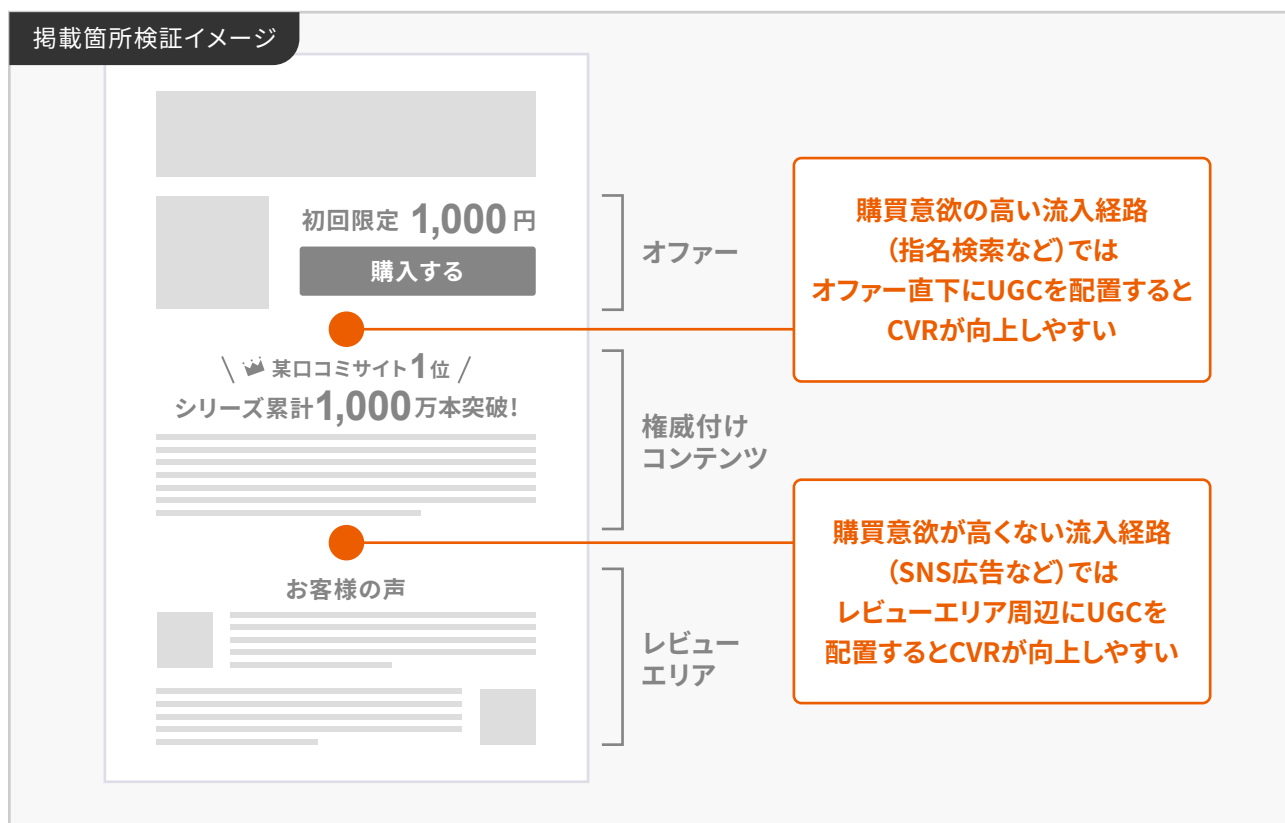 掲載箇所検証イメージ
初回限定 1,000円
購入する
オファー
購買意欲の高い流入経路
（指名検索など）では
オファー直下にUGCを配置すると
CVRが向上しやすい
某口コミサイト1位
シリーズ累計1,000万本突破!
権威付け
コンテンツ
購買意欲が高くない流入経路
（SNS広告など）では
レビューエリア周辺にUGCを
配置するとCVRが向上しやすい
お客様の声
レビュー
エリア